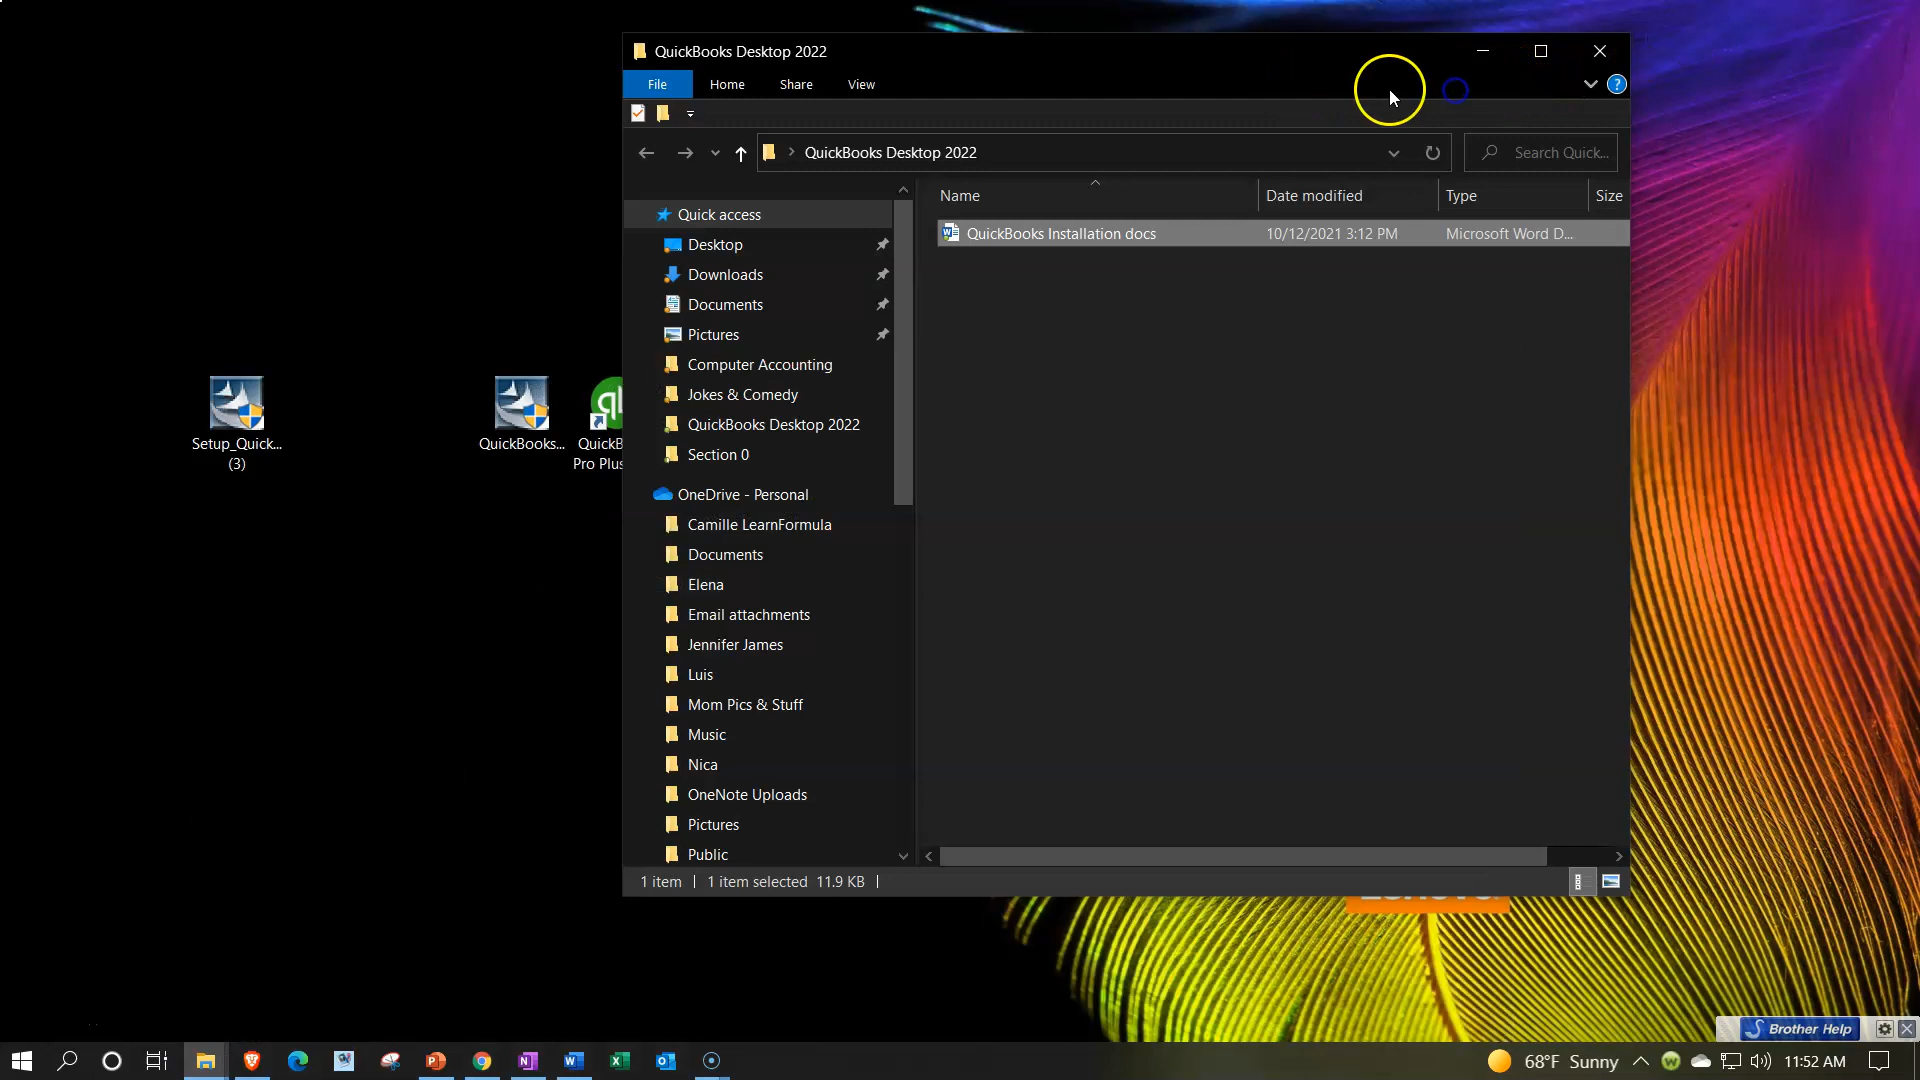 QuickBooks Desktop 2022
File
Home
Share
View
QuickBooks Desktop 2022
Search Quick...
Name
Date modified
Type
Size
QuickBooks Installation docs
10/12/2021 3:12 PM
Microsoft Word D...
Quick access
Desktop
Downloads
Documents
Pictures
Computer Accounting
Jokes & Comedy
QuickBooks Desktop 2022
Section 0
OneDrive - Personal
Camille LearnFormula
Documents
Elena
Email attachments
Jennifer James
Luis
Mom Pics & Stuff
Music
Nica
OneNote Uploads
Pictures
Public
1 item
1 item selected 11.9 KB
Setup_Quick...
(3)
QuickBooks...
QuickB
Pro Plus
Brother Help
68°F Sunny
11:52 AM